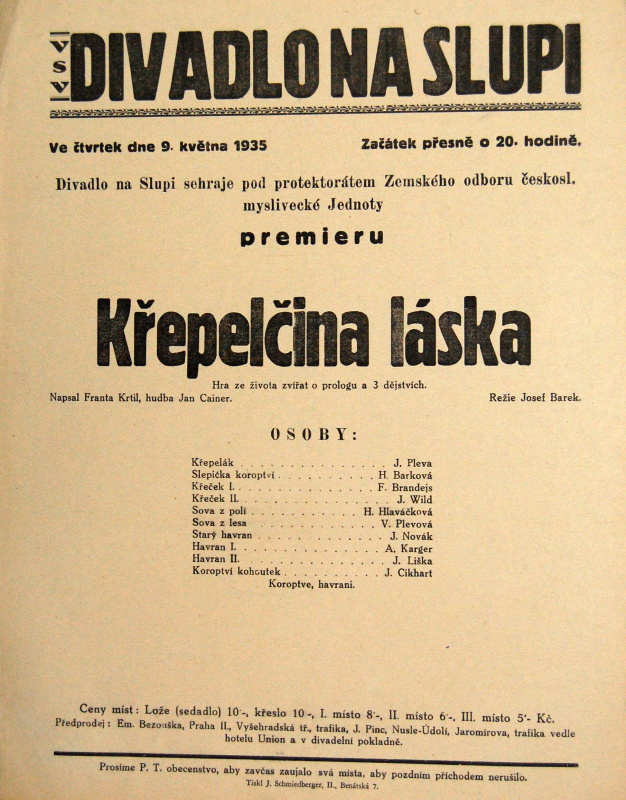 VSV DIVADLO NA SLUPI
Ve čtvrtek dne 9. května 1935 Začátek přesně o 20. hodině.
Divadlo na Slupi sehraje pod protektorátem Zemského odboru českosl.
myslivecké Jednoty
premieru
Křepelčina láska
Hra ze života zvířat o prologu a 3 dějstvích.
Napsal Franta Krtil, hudba Jan Cainer. Režie Josef Barek.
OSOBY:
Křepelák . . . . . . . . . . . . . . . J. Pleva
Slepička koroptví . . . . . . . . . . H. Barková
Křeček I. . . . . . . . . . . . . . . F. Brandejs
Křeček II. . . . . . . . . . . . . . . J. Wild
Sova z polí . . . . . . . . . . . . H. Hlaváčková
Sova z lesa . . . . . . . . . . . . . V. Plevová
Starý havran . . . . . . . . . . . . . J. Novák
Havran I. . . . . . . . . . . . . . . A. Karger
Havran II. . . . . . . . . . . . . . . J. Liška
Koroptví kohoutek . . . . . . . . . . J. Cikhart
Koroptve, havrani.
Ceny míst: Lože (sedadlo) 10·-, křeslo 10·-, I. místo 8·-, II. místo 6·-, III. místo 5·- Kč.
Předprodej: Em. Bezouška, Praha II., Vyšehradská tř., trafika, J. Pinc, Nusle-Údolí, Jaromírova, trafika vedle
hotelu Union a v divadelní pokladně.
Prosíme P. T. obecenstvo, aby zavčas zaujalo svá místa, aby pozdním příchodem nerušilo.
Tiskl J. Schmiedberger, II., Benátská 7.